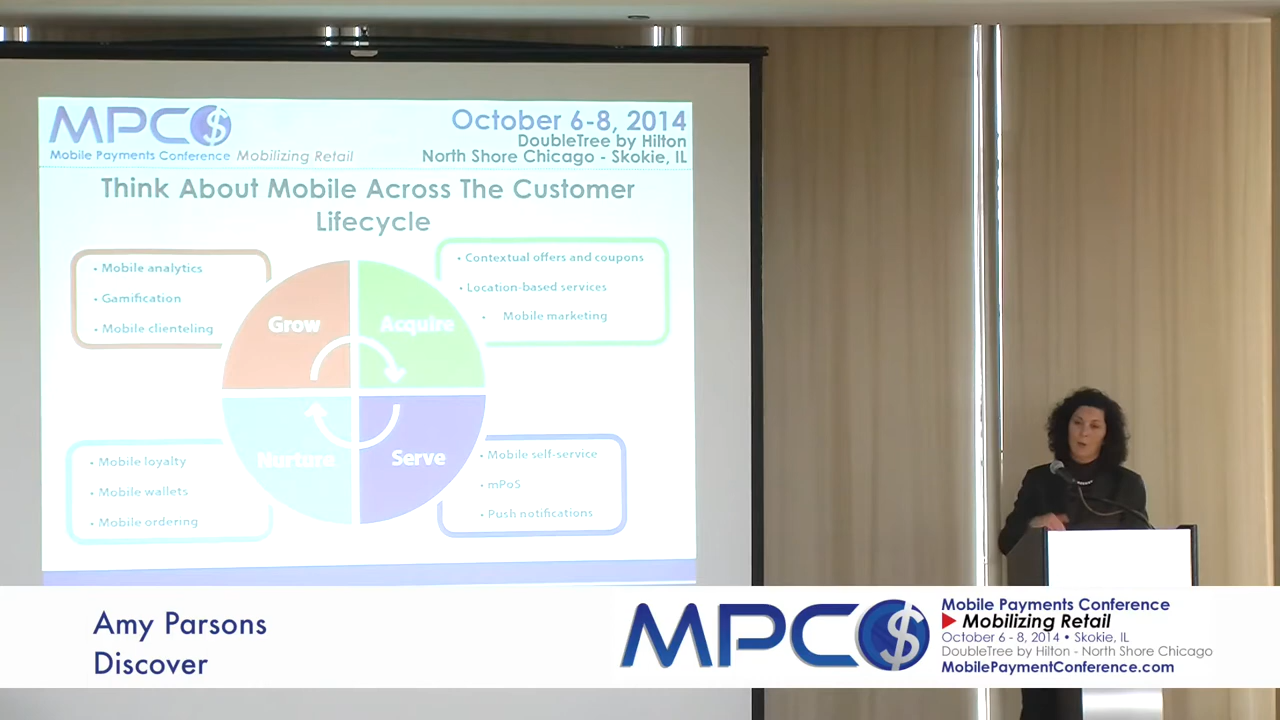 MPC$
Mobile Payments Conference Mobilizing Retail
October 6-8, 2014
DoubleTree by Hilton
North Shore Chicago - Skokie, IL
Think About Mobile Across The Customer
Lifecycle
• Mobile analytics
• Gamification
• Mobile clienteling
• Contextual offers and coupons
• Location-based services
• Mobile marketing
Grow
Acquire
Nurture
Serve
• Mobile loyalty
• Mobile wallets
• Mobile ordering
• Mobile self-service
• mPoS
• Push notifications
Amy Parsons
Discover
MPC$
Mobile Payments Conference
Mobilizing Retail
October 6 - 8, 2014 • Skokie, IL
DoubleTree by Hilton - North Shore Chicago
MobilePaymentConference.com